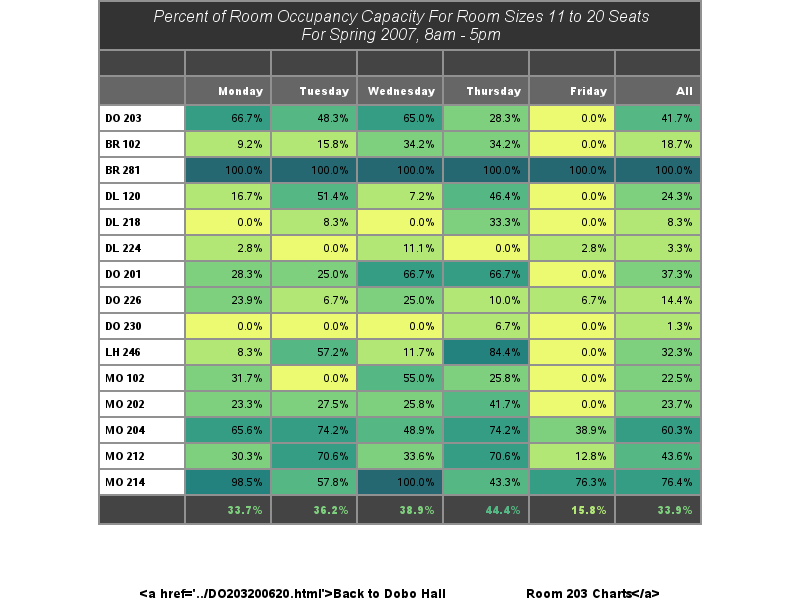 Percent of Room Occupancy Capacity For Room Sizes 11 to 20 Seats
For Spring 2007, 8am - 5pm
Monday Tuesday Wednesday Thursday Friday All
DO 203 66.7% 48.3% 65.0% 28.3% 0.0% 41.7%
BR 102 9.2% 15.8% 34.2% 34.2% 0.0% 18.7%
BR 281 100.0% 100.0% 100.0% 100.0% 100.0% 100.0%
DL 120 16.7% 51.4% 7.2% 46.4% 0.0% 24.3%
DL 218 0.0% 8.3% 0.0% 33.3% 0.0% 8.3%
DL 224 2.8% 0.0% 11.1% 0.0% 2.8% 3.3%
DO 201 28.3% 25.0% 66.7% 66.7% 0.0% 37.3%
DO 226 23.9% 6.7% 25.0% 10.0% 6.7% 14.4%
DO 230 0.0% 0.0% 0.0% 6.7% 0.0% 1.3%
LH 246 8.3% 57.2% 11.7% 84.4% 0.0% 32.3%
MO 102 31.7% 0.0% 55.0% 25.8% 0.0% 22.5%
MO 202 23.3% 27.5% 25.8% 41.7% 0.0% 23.7%
MO 204 65.6% 74.2% 48.9% 74.2% 38.9% 60.3%
MO 212 30.3% 70.6% 33.6% 70.6% 12.8% 43.6%
MO 214 98.5% 57.8% 100.0% 43.3% 76.3% 76.4%
33.7% 36.2% 38.9% 44.4% 15.8% 33.9%
<a href='../DO203200620.html'>Back to Dobo Hall Room 203 Charts</a>